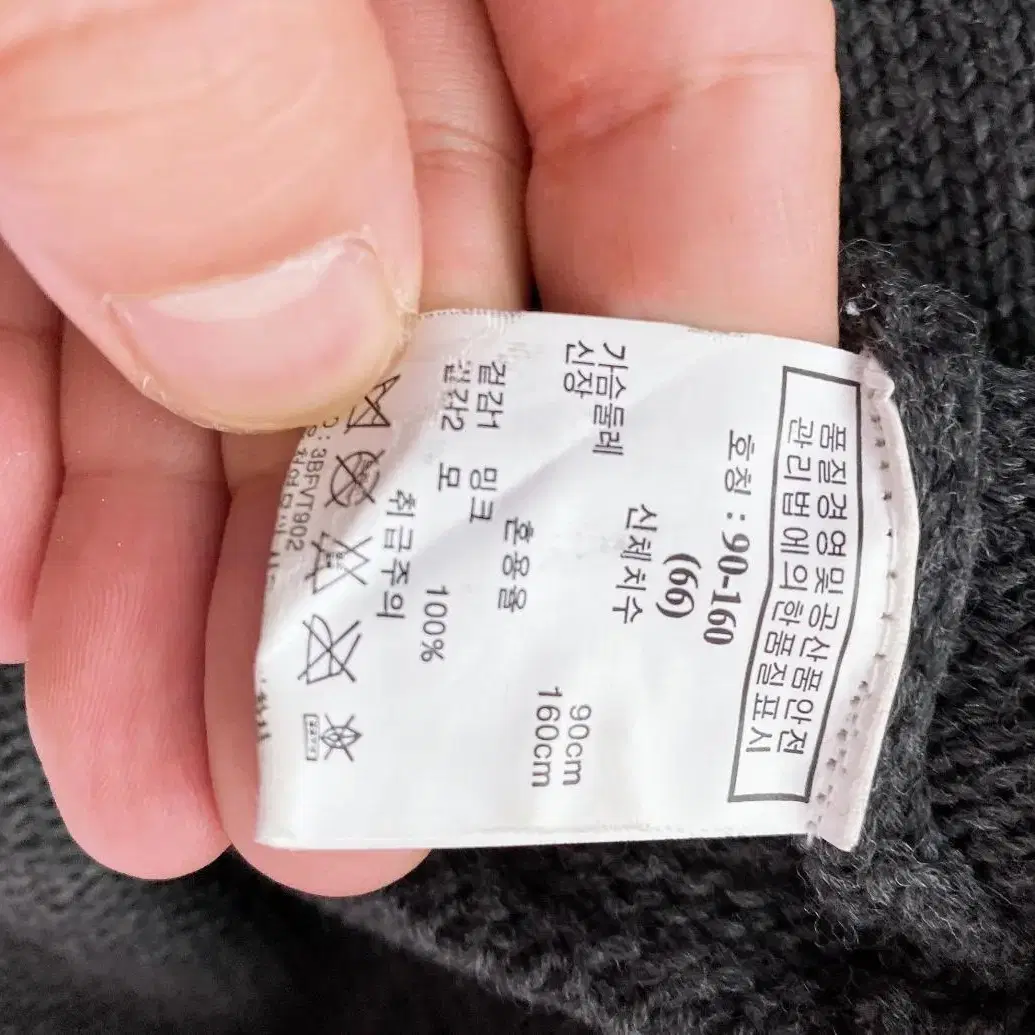 품질경영및공산품안전
관리법에의한품질표시
호칭 : 90-160
(66)
신체치수
가슴둘레 90cm
신장 160cm
혼용율
겉감1 밍크
겉감2 모 100%
취급주의
3BFVT902